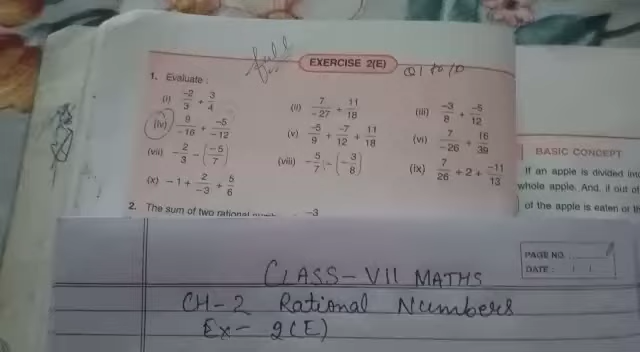 full
EXERCISE 2(E)
Q1 to 10
1. Evaluate :
(i) -2/3 + 3/4 (ii) 7/-27 + 11/18 (iii) -3/8 + -5/12
(iv) 9/-16 + -5/-12 (v) -5/9 + -7/12 + 11/18 (vi) 7/-26 + 16/39
(vii) -2/3 - (-5/7) (viii) -5/7 - (-3/8) (ix) 7/26 + 2 + -11/13
(x) -1 + 2/-3 + 5/6
2. The sum of two rational -3
BASIC CONCEPT
If an apple is divided into
whole apple. And, if out of
of the apple is eaten or
PAGE NO.
DATE : / /
CLASS-VII MATHS
CH-2 Rational Numbers
Ex- 2(E)